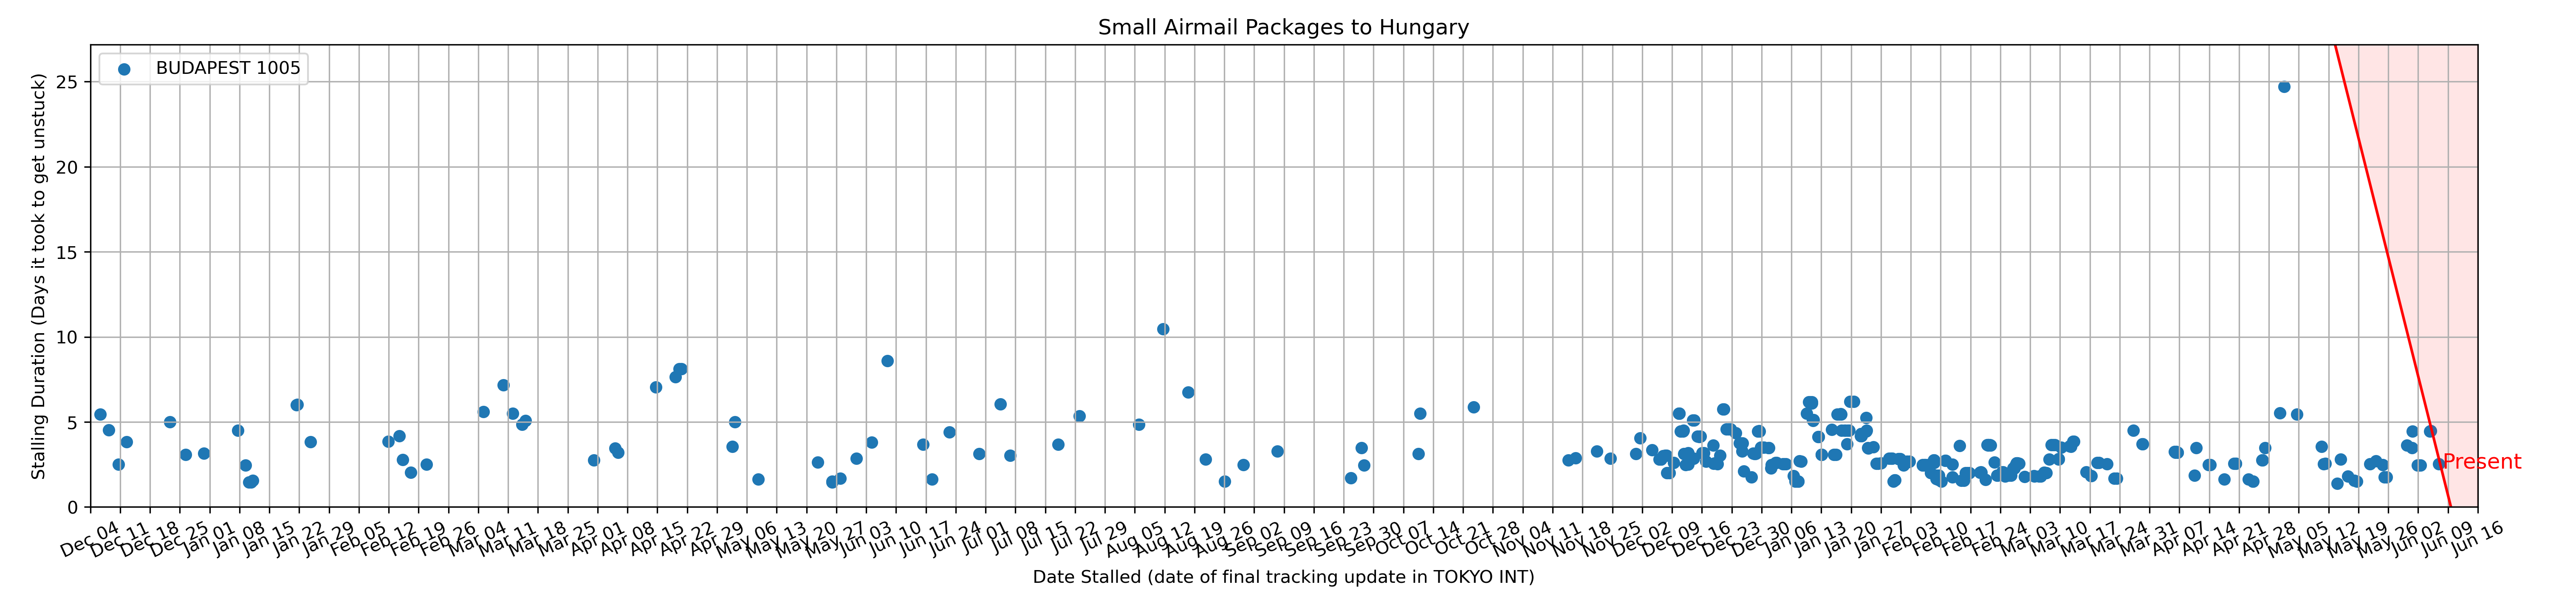 Small Airmail Packages to Hungary
BUDAPEST 1005
Stalling Duration (Days it took to get unstuck)
25
20
15
10
5
0
Present
Dec 04 Dec 11 Dec 18 Dec 25 Jan 01 Jan 08 Jan 15 Jan 22 Jan 29 Feb 05 Feb 12 Feb 19 Feb 26 Mar 04 Mar 11 Mar 18 Mar 25 Apr 01 Apr 08 Apr 15 Apr 22 Apr 29 May 06 May 13 May 20 May 27 Jun 03 Jun 10 Jun 17 Jun 24 Jul 01 Jul 08 Jul 15 Jul 22 Jul 29 Aug 05 Aug 12 Aug 19 Aug 26 Sep 02 Sep 09 Sep 16 Sep 23 Sep 30 Oct 07 Oct 14 Oct 21 Oct 28 Nov 04 Nov 11 Nov 18 Nov 25 Dec 02 Dec 09 Dec 16 Dec 23 Dec 30 Jan 06 Jan 13 Jan 20 Jan 27 Feb 03 Feb 10 Feb 17 Feb 24 Mar 03 Mar 10 Mar 17 Mar 24 Mar 31 Apr 07 Apr 14 Apr 21 Apr 28 May 05 May 12 May 19 May 26 Jun 02 Jun 09 Jun 16
Date Stalled (date of final tracking update in TOKYO INT)